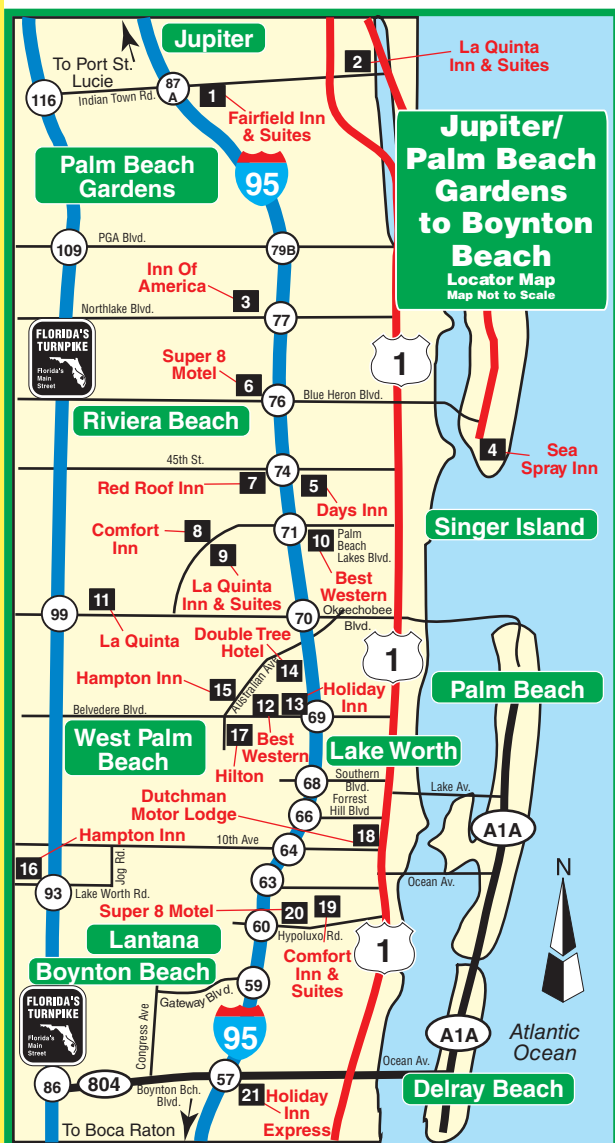 Jupiter
To Port St.
Lucie
2
La Quinta
Inn & Suites
87
A
116
Indian Town Rd.
1
Fairfield Inn
& Suites
Jupiter/
Palm Beach
Gardens
to Boynton
Beach
Locator Map
Map Not to Scale
Palm Beach
Gardens
95
109
PGA Blvd.
79B
Inn Of
America
3
Northlake Blvd.
77
FLORIDA'S
TURNPIKE
Florida's
Main
Street
1
Super 8
Motel
6
76
Blue Heron Blvd.
Riviera Beach
4
Sea
Spray Inn
45th St.
74
Red Roof Inn
7
5
Days Inn
Singer Island
Comfort
Inn
8
71
10
Palm
Beach
Lakes Blvd.
9
La Quinta
Inn & Suites
Best
Western
11
99
La Quinta
70
Okeechobee
Blvd.
Double Tree
Hotel
14
1
Hampton Inn
15
Australian Ave
Palm Beach
12
13
Holiday
Inn
Belvedere Blvd.
69
West Palm
Beach
17
Hilton
Best
Western
Lake Worth
68
Southern
Blvd.
Lake Av.
Dutchman
Motor Lodge
66
Forrest
Hill Blvd
18
A1A
Hampton Inn
16
10th Ave
64
Jog Rd.
93
Lake Worth Rd.
63
Ocean Av.
N
Super 8 Motel
20
19
60
Hypoluxo Rd.
Lantana
Comfort
Inn &
Suites
1
Boynton Beach
59
Gateway Blvd.
FLORIDA'S
TURNPIKE
Florida's
Main
Street
Congress Ave
95
A1A
Atlantic
Ocean
Ocean Av.
86
804
Boynton Bch.
Blvd.
57
21
Holiday
Inn
Express
Delray Beach
To Boca Raton